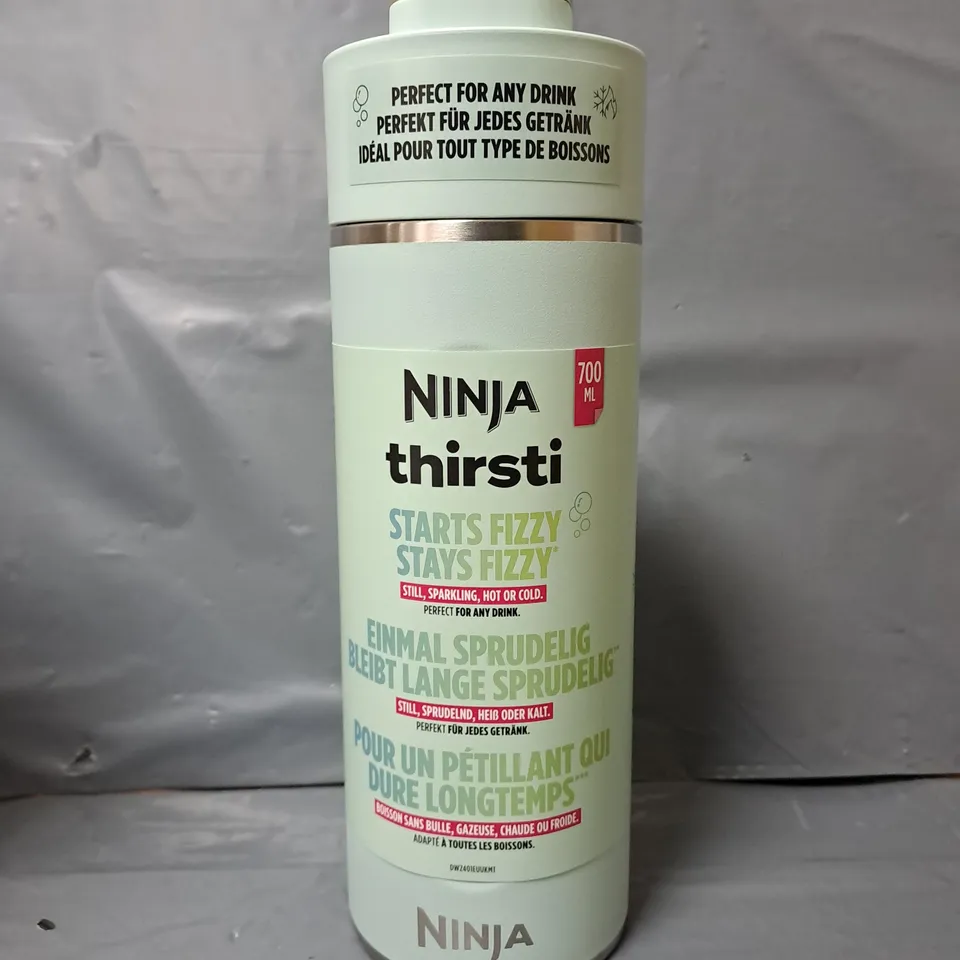 PERFECT FOR ANY DRINK
PERFEKT FÜR JEDES GETRÄNK
IDÉAL POUR TOUT TYPE DE BOISSONS
NINJA
700
ML
thirsti
STARTS FIZZY
STAYS FIZZY*
STILL, SPARKLING, HOT OR COLD.
PERFECT FOR ANY DRINK.
EINMAL SPRUDELIG
BLEIBT LANGE SPRUDELIG**
STILL, SPRUDELND, HEIß ODER KALT.
PERFEKT FÜR JEDES GETRÄNK.
POUR UN PÉTILLANT QUI
DURE LONGTEMPS***
BOISSON SANS BULLE, GAZEUSE, CHAUDE OU FROIDE.
ADAPTÉ À TOUTES LES BOISSONS.
DW2401EUUKMT
NINJA